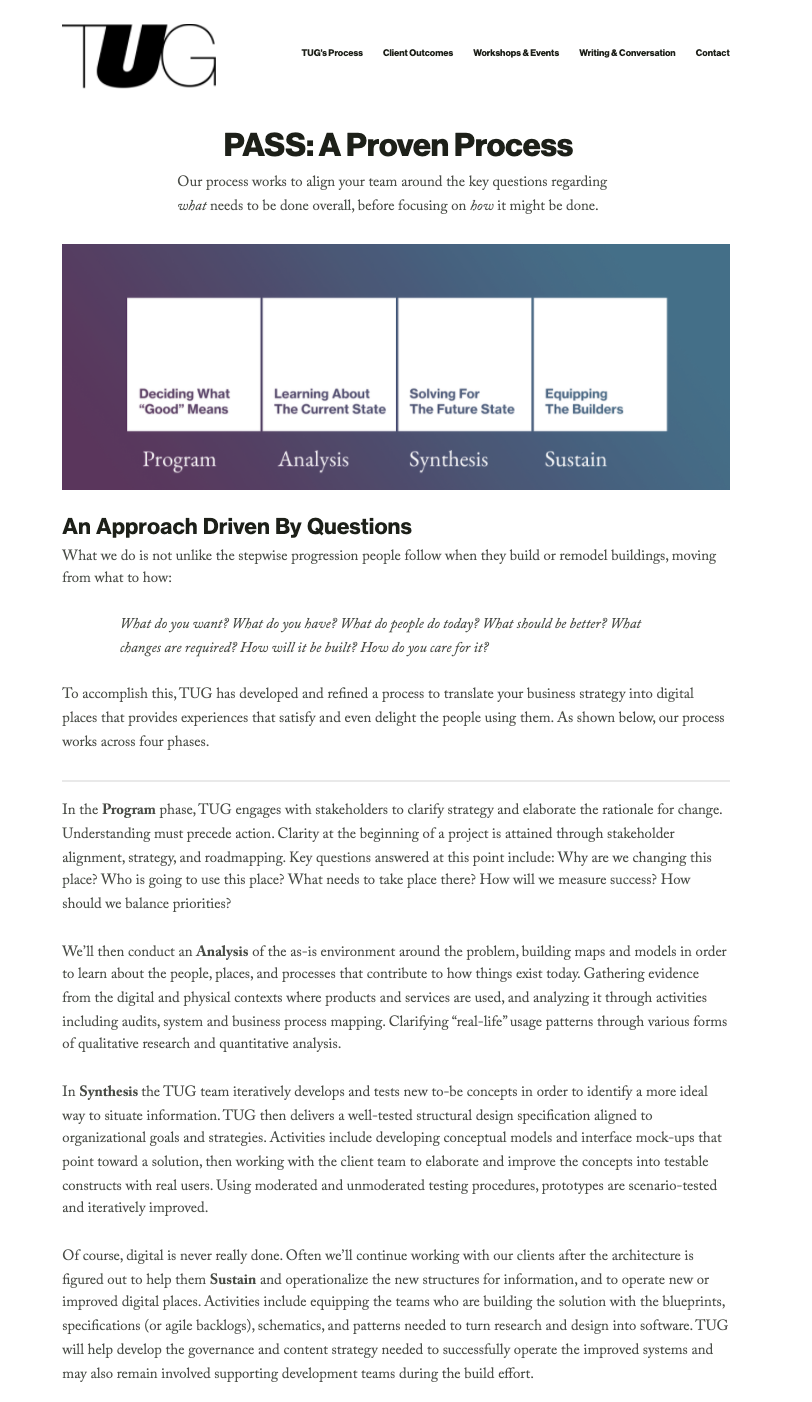 TUG
TUG's Process
Client Outcomes
Workshops & Events
Writing & Conversation
Contact
PASS: A Proven Process
Our process works to align your team around the key questions regarding
what needs to be done overall, before focusing on how it might be done.
Deciding What
“Good” Means
Learning About
The Current State
Solving For
The Future State
Equipping
The Builders
Program
Analysis
Synthesis
Sustain
An Approach Driven By Questions
What we do is not unlike the stepwise progression people follow when they build or remodel buildings, moving
from what to how:
What do you want? What do you have? What do people do today? What should be better? What
changes are required? How will it be built? How do you care for it?
To accomplish this, TUG has developed and refined a process to translate your business strategy into digital
places that provides experiences that satisfy and even delight the people using them. As shown below, our process
works across four phases.
In the Program phase, TUG engages with stakeholders to clarify strategy and elaborate the rationale for change.
Understanding must precede action. Clarity at the beginning of a project is attained through stakeholder
alignment, strategy, and roadmapping. Key questions answered at this point include: Why are we changing this
place? Who is going to use this place? What needs to take place there? How will we measure success? How
should we balance priorities?
We’ll then conduct an Analysis of the as-is environment around the problem, building maps and models in order
to learn about the people, places, and processes that contribute to how things exist today. Gathering evidence
from the digital and physical contexts where products and services are used, and analyzing it through activities
including audits, system and business process mapping. Clarifying “real-life” usage patterns through various forms
of qualitative research and quantitative analysis.
In Synthesis the TUG team iteratively develops and tests new to-be concepts in order to identify a more ideal
way to situate information. TUG then delivers a well-tested structural design specification aligned to
organizational goals and strategies. Activities include developing conceptual models and interface mock-ups that
point toward a solution, then working with the client team to elaborate and improve the concepts into testable
constructs with real users. Using moderated and unmoderated testing procedures, prototypes are scenario-tested
and iteratively improved.
Of course, digital is never really done. Often we’ll continue working with our clients after the architecture is
figured out to help them Sustain and operationalize the new structures for information, and to operate new or
improved digital places. Activities include equipping the teams who are building the solution with the blueprints,
specifications (or agile backlogs), schematics, and patterns needed to turn research and design into software. TUG
will help develop the governance and content strategy needed to successfully operate the improved systems and
may also remain involved supporting development teams during the build effort.